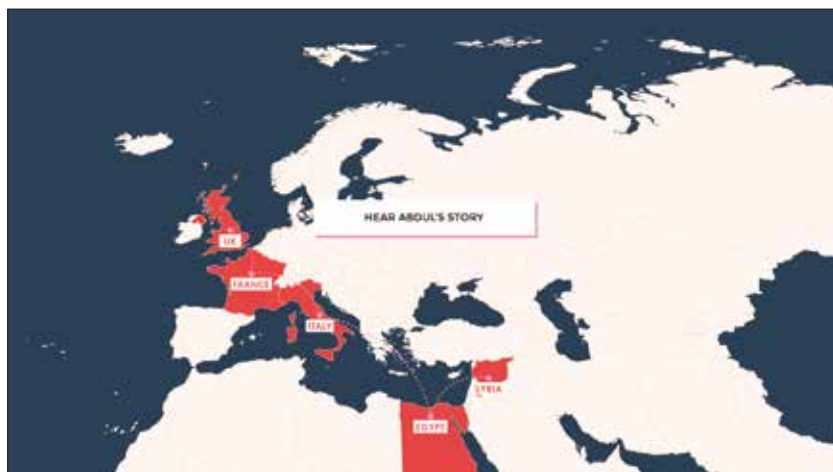 HEAR ABDUL'S STORY
UK
FRANCE
ITALY
SYRIA
EGYPT